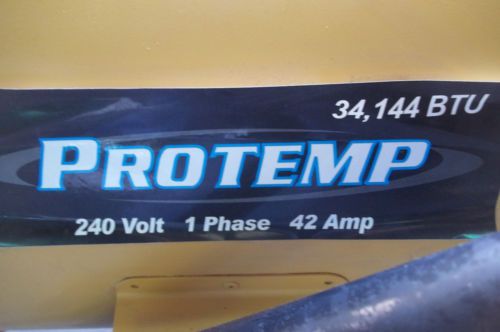 34,144 BTU
PROTEMP
240 Volt 1 Phase 42 Amp